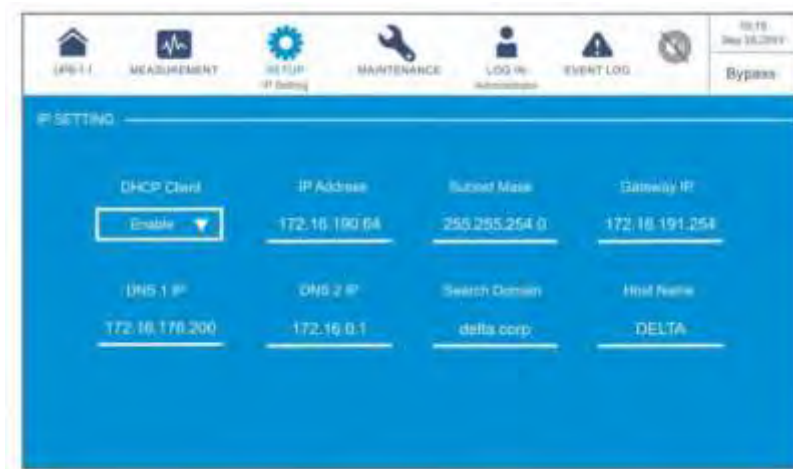 UPS-1-1 MEASUREMENT SETUP MAINTENANCE LOG IN EVENT LOG
IP Setting Administrator
Bypass
IP SETTING
DHCP Client IP Address Subnet Mask Gateway IP
Enable 172.16.190.64 255.255.254.0 172.16.191.254
DNS 1 IP DNS 2 IP Search Domain Host Name
172.16.176.200 172.16.0.1 delta.corp DELTA